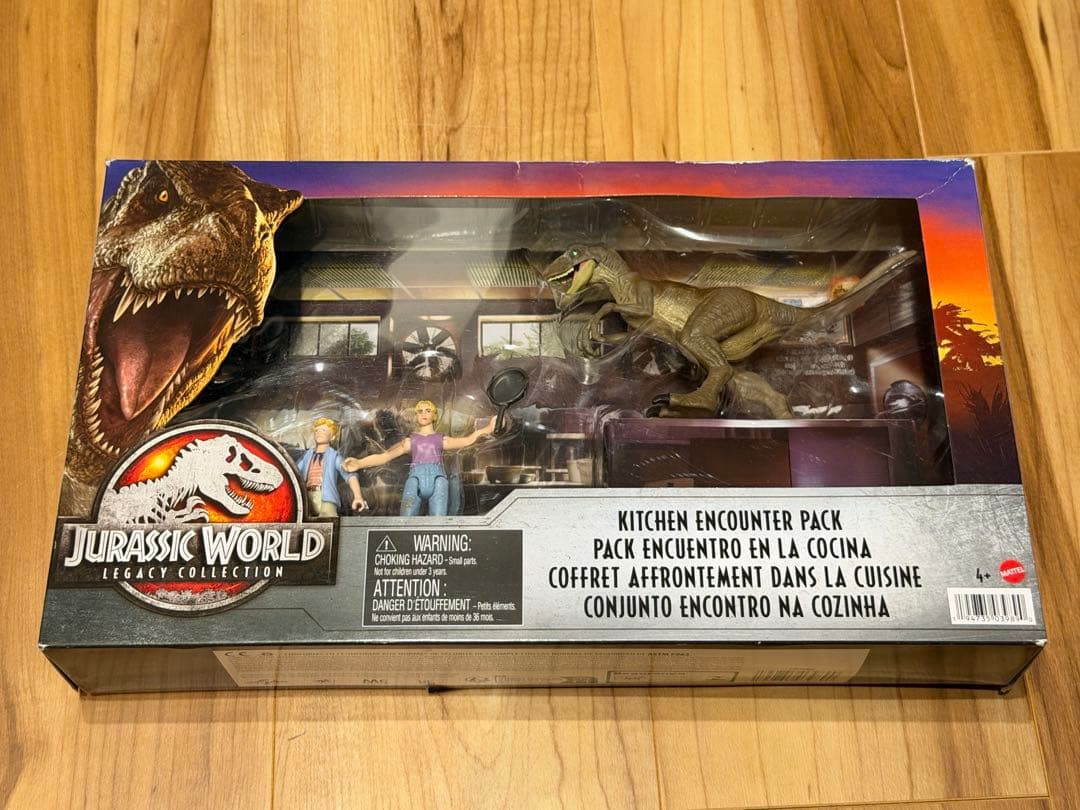 JURASSIC WORLD
LEGACY COLLECTION
WARNING:
CHOKING HAZARD - Small parts.
Not for children under 3 years.
ATTENTION :
DANGER D'ÉTOUFFEMENT - Petits éléments.
Ne convient pas aux enfants de moins de 36 mois.
KITCHEN ENCOUNTER PACK
PACK ENCUENTRO EN LA COCINA
COFFRET AFFRONTEMENT DANS LA CUISINE
CONJUNTO ENCONTRO NA COZINHA
4+
MATTEL